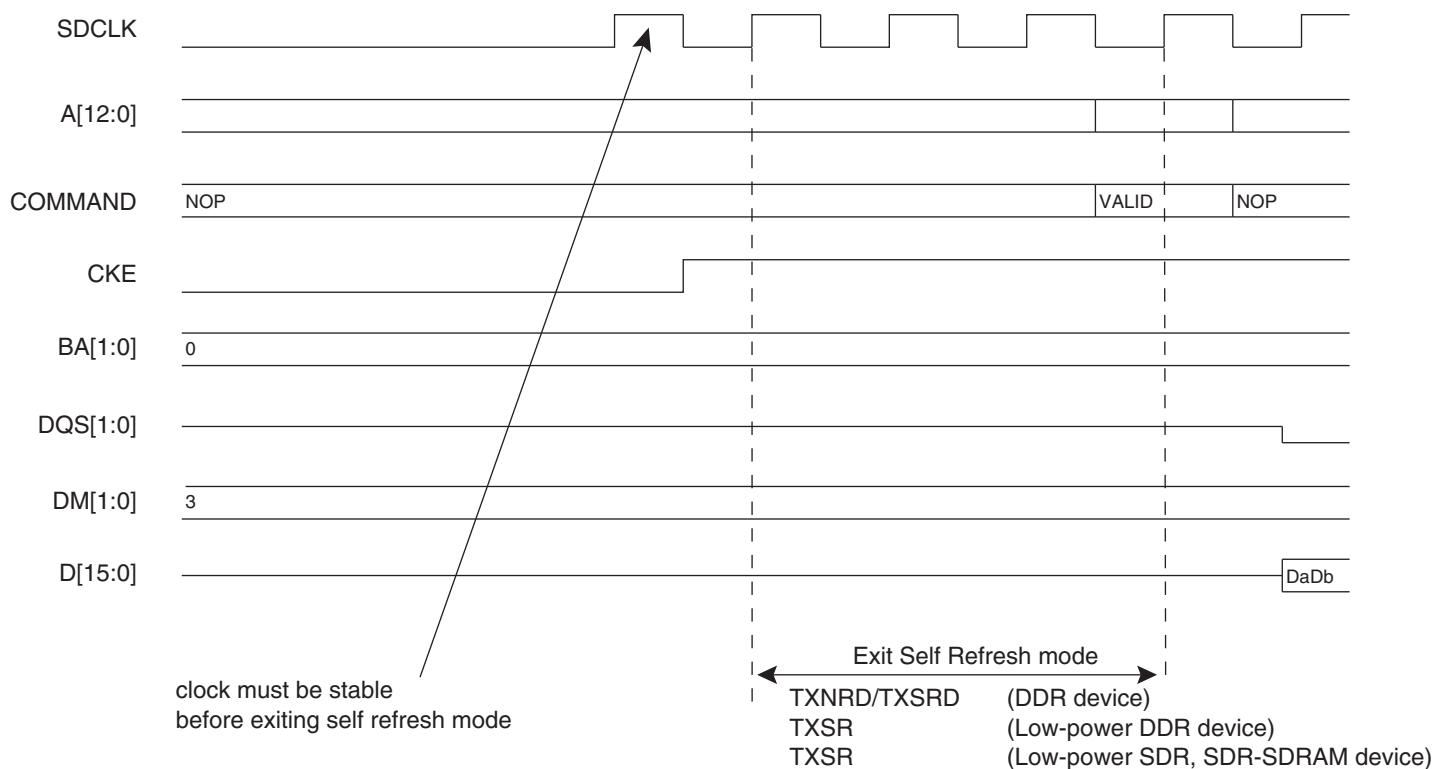 SDCLK
A[12:0]
COMMAND NOP VALID NOP
CKE
BA[1:0] 0
DQS[1:0]
DM[1:0] 3
D[15:0] DaDb
clock must be stable
before exiting self refresh mode
Exit Self Refresh mode
TXNRD/TXSRD (DDR device)
TXSR (Low-power DDR device)
TXSR (Low-power SDR, SDR-SDRAM device)